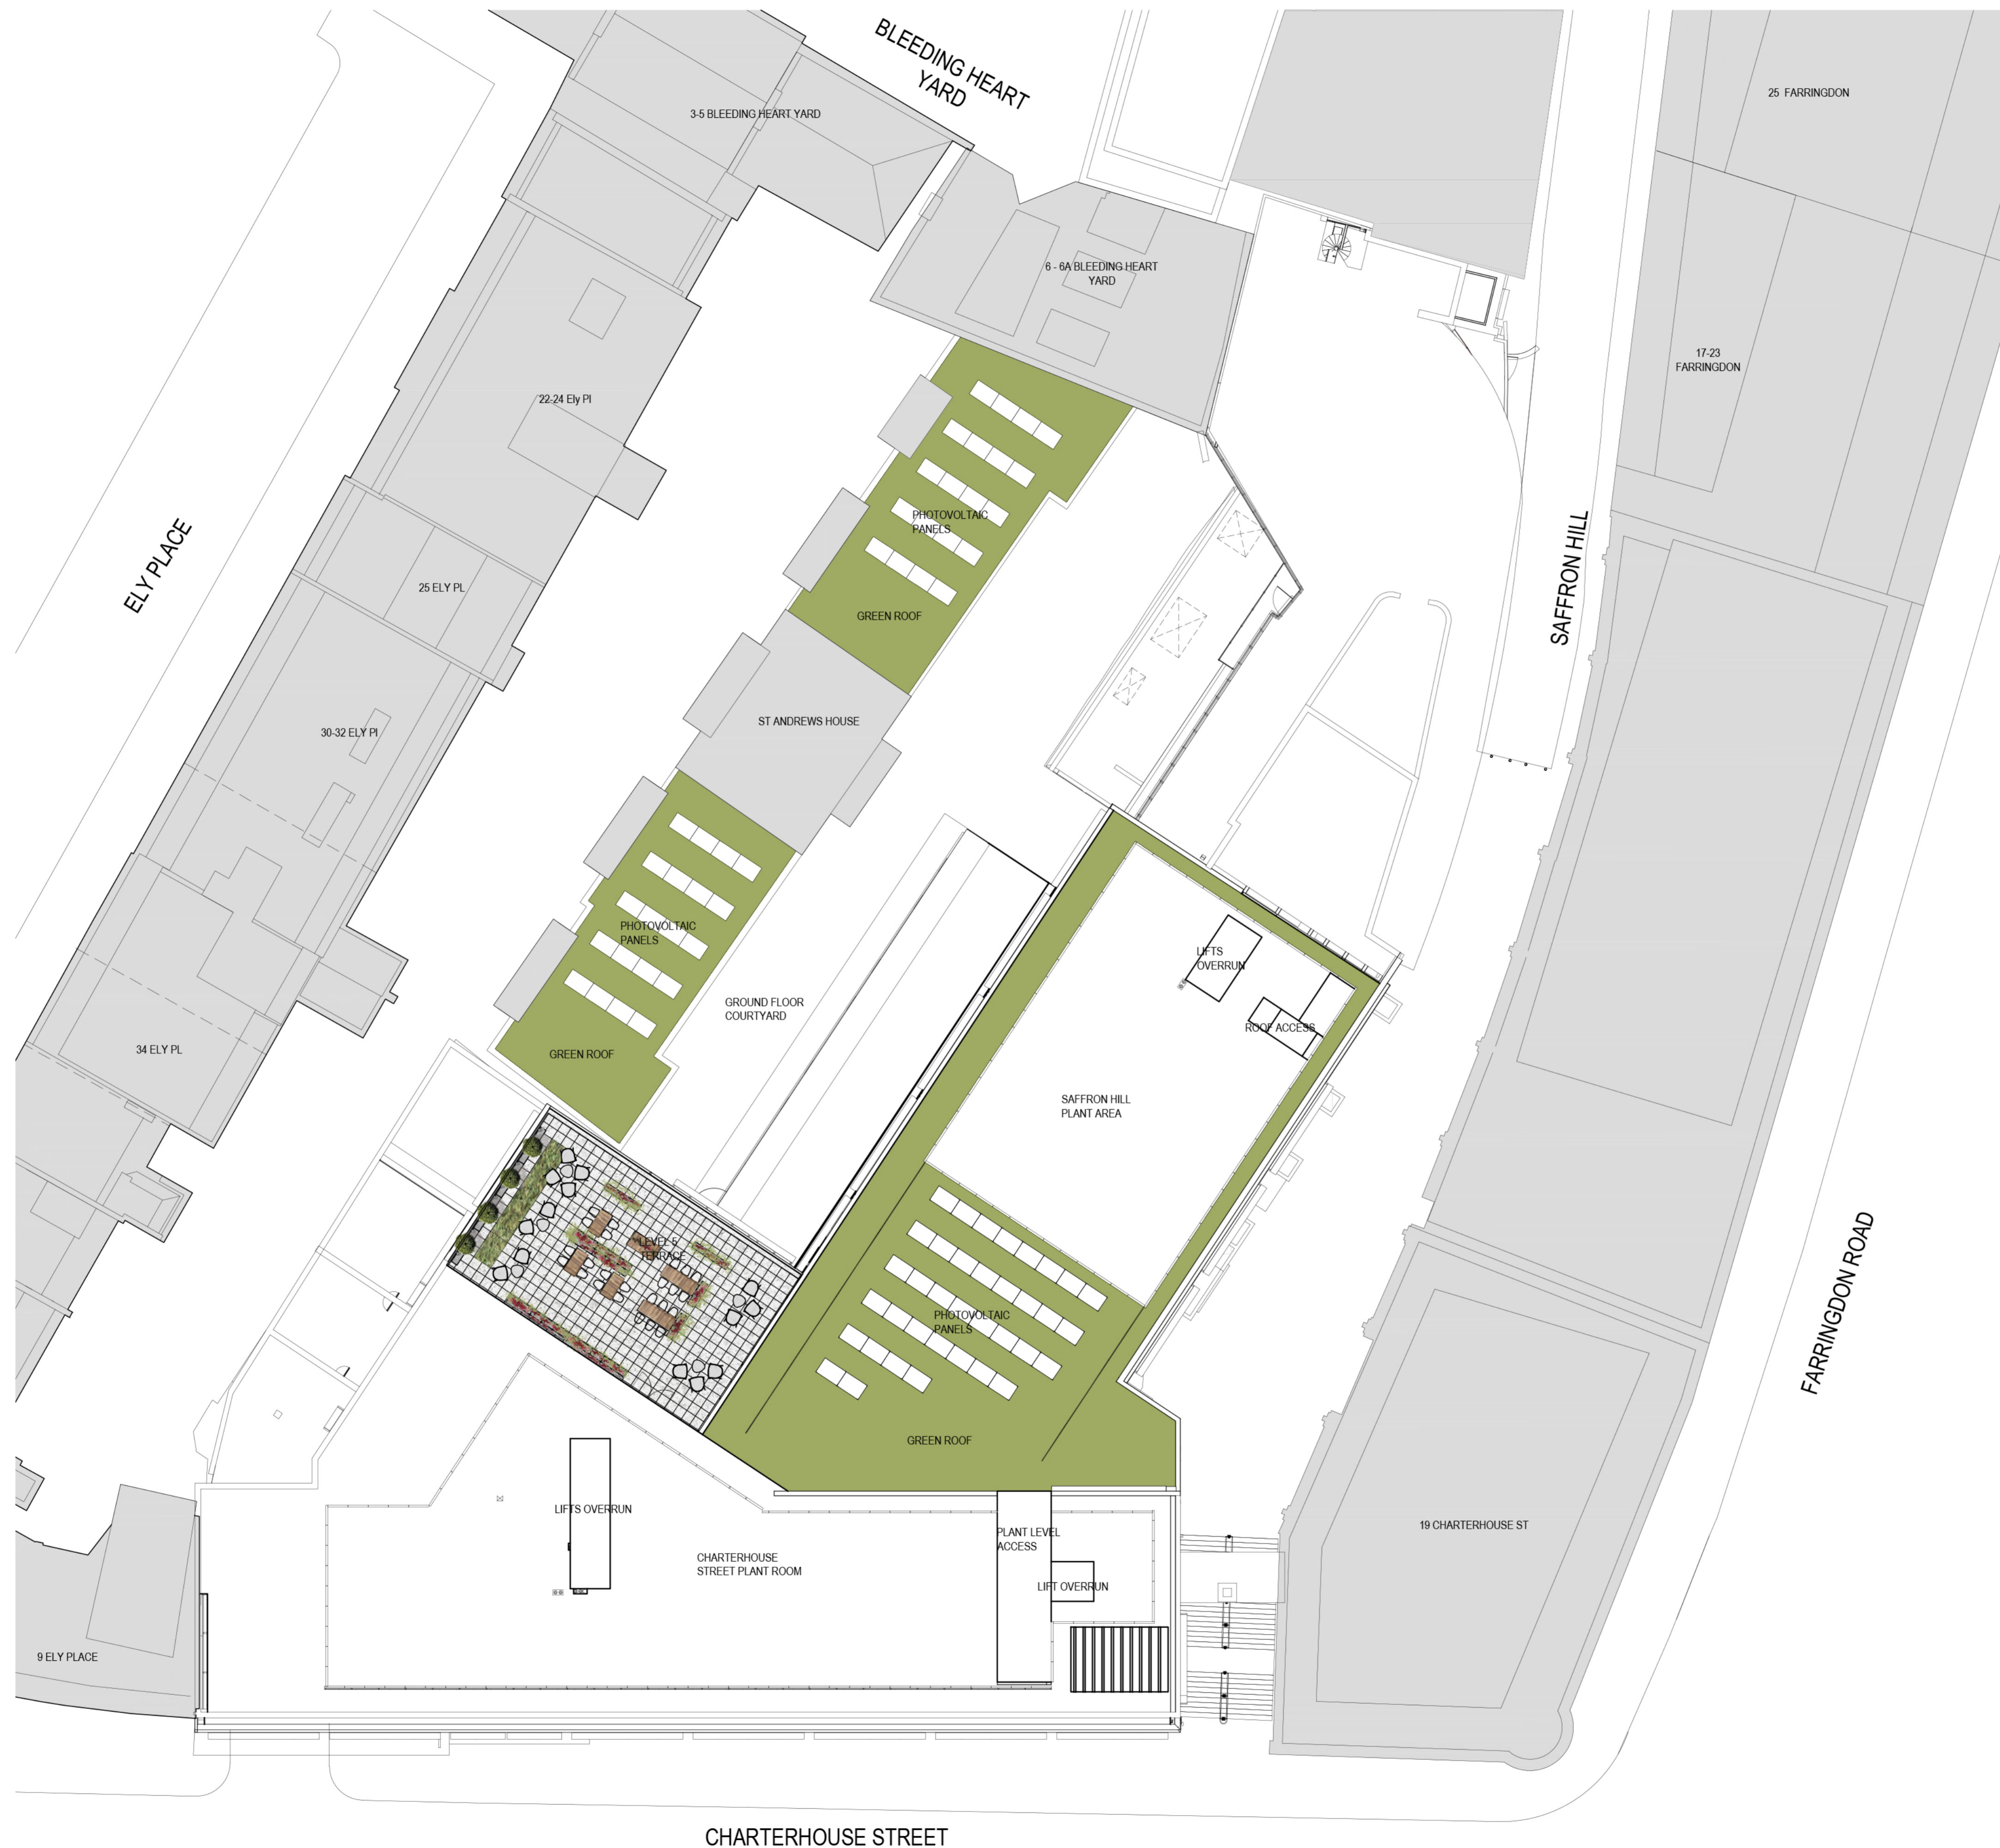 BLEEDING HEART
YARD
25 FARRINGDON
3-5 BLEEDING HEART YARD
6 - 6A BLEEDING HEART
YARD
17-23
FARRINGDON
22-24 Ely Pl
PHOTOVOLTAIC
PANELS
ELY PLACE
SAFFRON HILL
25 ELY PL
GREEN ROOF
ST ANDREWS HOUSE
30-32 ELY Pl
PHOTOVOLTAIC
PANELS
LIFTS
OVERRUN
GROUND FLOOR
COURTYARD
ROOF ACCESS
34 ELY PL
GREEN ROOF
SAFFRON HILL
PLANT AREA
LEVEL 5
TERRACE
FARRINGDON ROAD
PHOTOVOLTAIC
PANELS
GREEN ROOF
LIFTS OVERRUN
PLANT LEVEL
ACCESS
19 CHARTERHOUSE ST
CHARTERHOUSE
STREET PLANT ROOM
LIFT OVERRUN
9 ELY PLACE
CHARTERHOUSE STREET